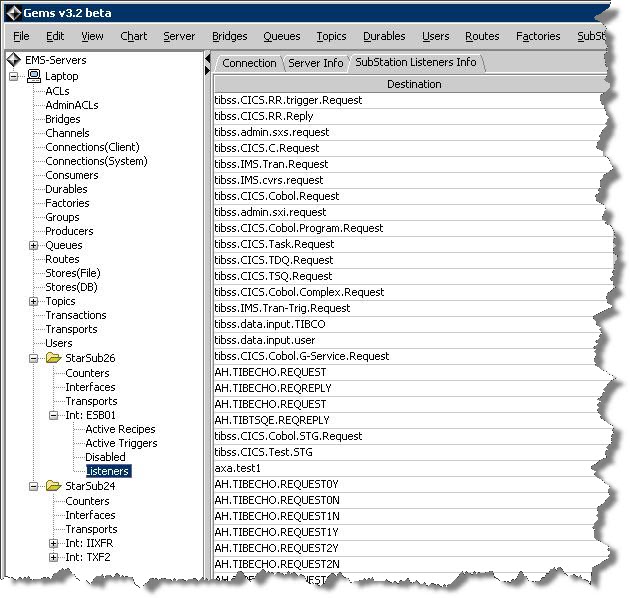 Gems v3.2 beta
File Edit View Chart Server Bridges Queues Topics Durables Users Routes Factories SubSt
EMS-Servers
Laptop
ACLs
AdminACLs
Bridges
Channels
Connections(Client)
Connections(System)
Consumers
Durables
Factories
Groups
Producers
Queues
Routes
Stores(File)
Stores(DB)
Topics
Transactions
Transports
Users
StarSub26
Counters
Interfaces
Transports
Int: ESB01
Active Recipes
Active Triggers
Disabled
Listeners
StarSub24
Counters
Interfaces
Transports
Int: IIXFR
Int: TXF2
Connection Server Info SubStation Listeners Info
Destination
tibss.CICS.RR.trigger.Request
tibss.CICS.RR.Reply
tibss.admin.sxs.request
tibss.CICS.C.Request
tibss.IMS.Tran.Request
tibss.IMS.cvrs.request
tibss.CICS.Cobol.Request
tibss.admin.sxi.request
tibss.CICS.Cobol.Program.Request
tibss.CICS.Task.Request
tibss.CICS.TDQ.Request
tibss.CICS.TSQ.Request
tibss.CICS.Cobol.Complex.Request
tibss.IMS.Tran-Trig.Request
tibss.data.input.TIBCO
tibss.data.input.user
tibss.CICS.Cobol.G-Service.Request
AH.TIBECHO.REQUEST
AH.TIBECHO.REQREPLY
AH.TIBECHO.REQUEST
AH.TIBTSQE.REQREPLY
tibss.CICS.Cobol.STG.Request
tibss.CICS.Test.STG
axa.test1
AH.TIBECHO.REQUEST0Y
AH.TIBECHO.REQUEST0N
AH.TIBECHO.REQUEST1N
AH.TIBECHO.REQUEST1Y
AH.TIBECHO.REQUEST2Y
AH.TIBECHO.REQUEST2N